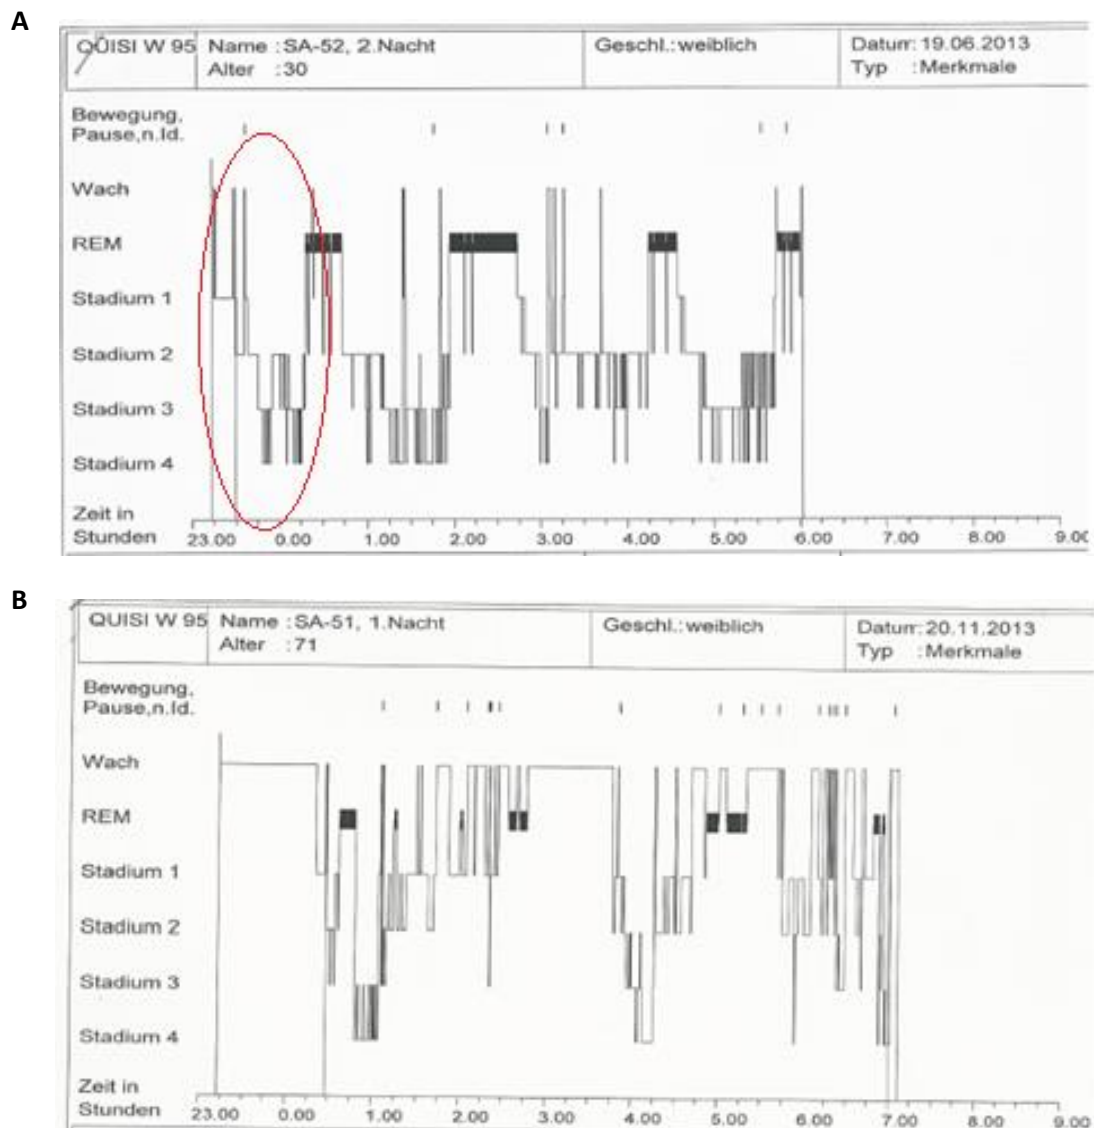 A
QUISI W 95
Name :SA-52, 2.Nacht
Alter :30
Geschl.:weiblich
Datum: 19.06.2013
Typ :Merkmale
Bewegung,
Pause,n.Id.
Wach
REM
Stadium 1
Stadium 2
Stadium 3
Stadium 4
Zeit in
Stunden
23.00 0.00 1.00 2.00 3.00 4.00 5.00 6.00 7.00 8.00 9.00
B
QUISI W 95
Name :SA-51, 1.Nacht
Alter :71
Geschl.:weiblich
Datum: 20.11.2013
Typ :Merkmale
Bewegung,
Pause,n.Id.
Wach
REM
Stadium 1
Stadium 2
Stadium 3
Stadium 4
Zeit in
Stunden
23.00 0.00 1.00 2.00 3.00 4.00 5.00 6.00 7.00 8.00 9.00